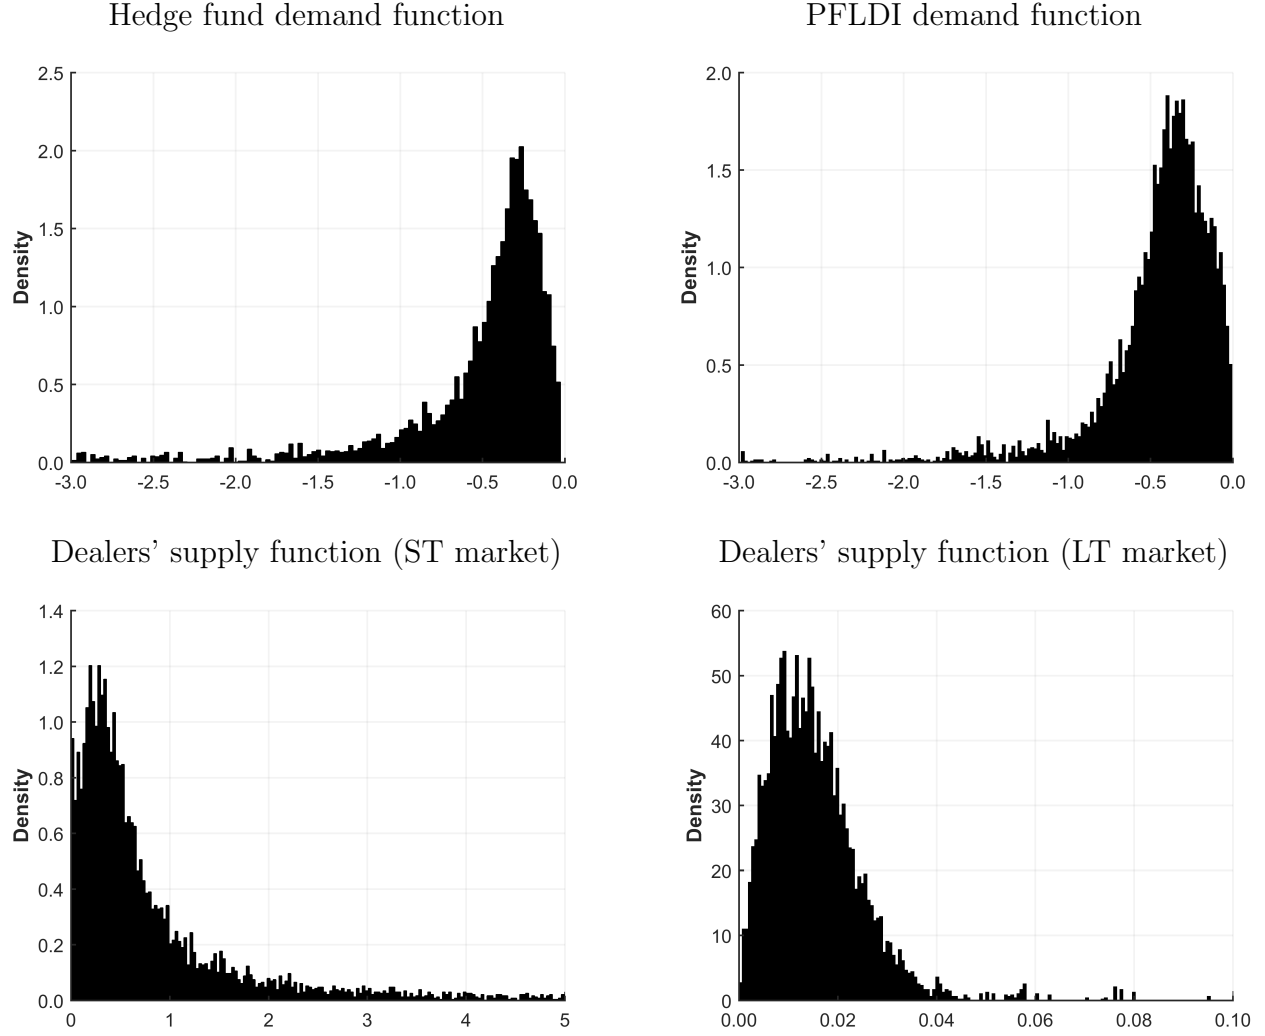 Hedge fund demand function
PFLDI demand function
2.5
2.0
1.5
1.0
0.5
0.0
Density
-3.0 -2.5 -2.0 -1.5 -1.0 -0.5 0.0
2.0
1.5
1.0
0.5
0.0
Density
-3.0 -2.5 -2.0 -1.5 -1.0 -0.5 0.0
Dealers' supply function (ST market)
Dealers' supply function (LT market)
1.4
1.2
1.0
0.8
0.6
0.4
0.2
0.0
Density
0 1 2 3 4 5
60
50
40
30
20
10
0
Density
0.00 0.02 0.04 0.06 0.08 0.10